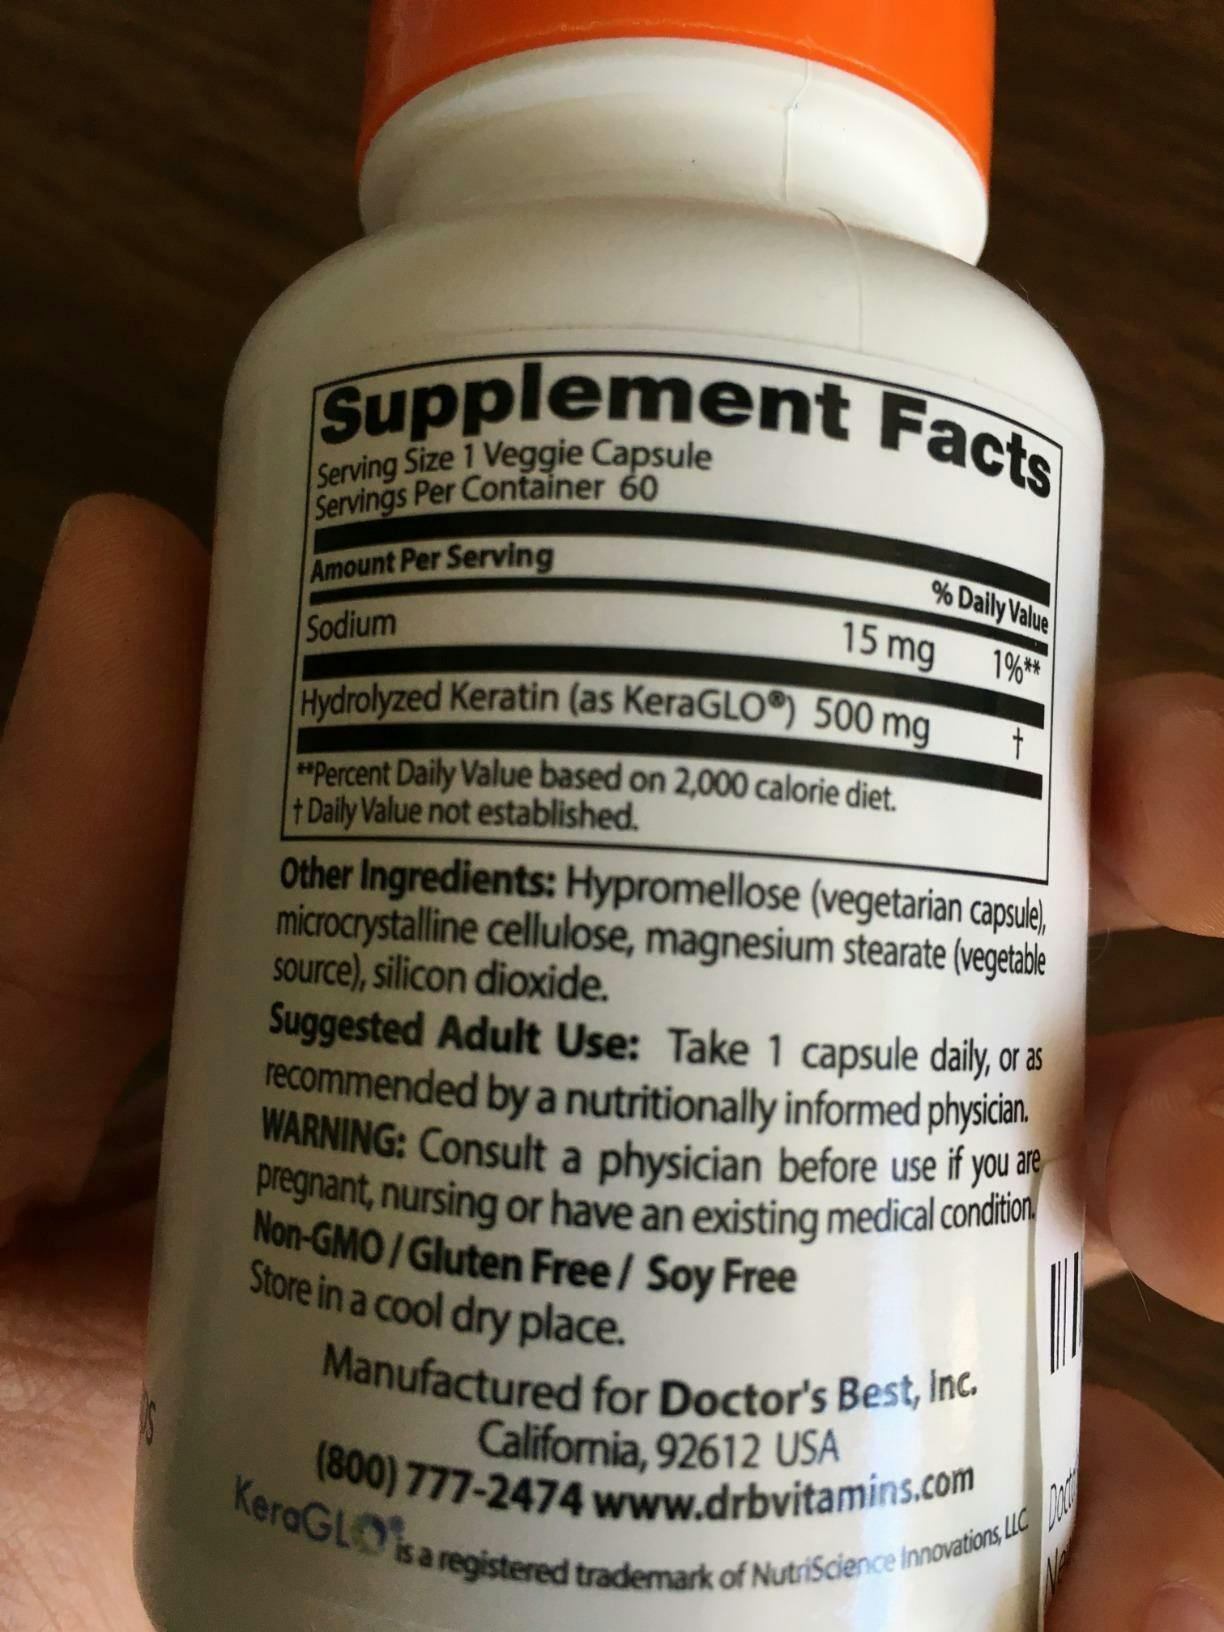 Supplement Facts
Serving Size 1 Veggie Capsule
Servings Per Container 60
Amount Per Serving
% Daily Value
Sodium 15 mg 1%**
Hydrolyzed Keratin (as KeraGLO®) 500 mg †
**Percent Daily Value based on 2,000 calorie diet.
† Daily Value not established.
Other Ingredients: Hypromellose (vegetarian capsule),
microcrystalline cellulose, magnesium stearate (vegetable
source), silicon dioxide.
Suggested Adult Use: Take 1 capsule daily, or as
recommended by a nutritionally informed physician.
WARNING: Consult a physician before use if you are
pregnant, nursing or have an existing medical condition.
Non-GMO / Gluten Free / Soy Free
Store in a cool dry place.
Manufactured for Doctor's Best, Inc.
California, 92612 USA
(800) 777-2474 www.drbvitamins.com
KeraGLO® is a registered trademark of NutriScience Innovations, LLC.